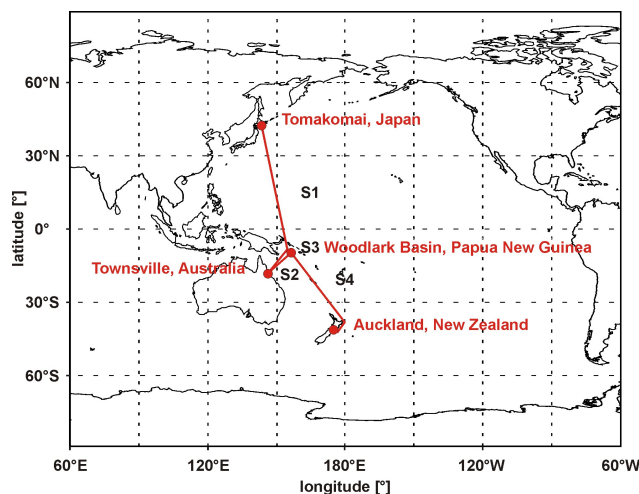 60°N
Tomakomai, Japan
30°N
S1
latitude [°]
0°
S3 Woodlark Basin, Papua New Guinea
Townsville, Australia
S2
S4
30°S
Auckland, New Zealand
60°S
60°E
120°E
180°E
120°W
60°W
longitude [°]